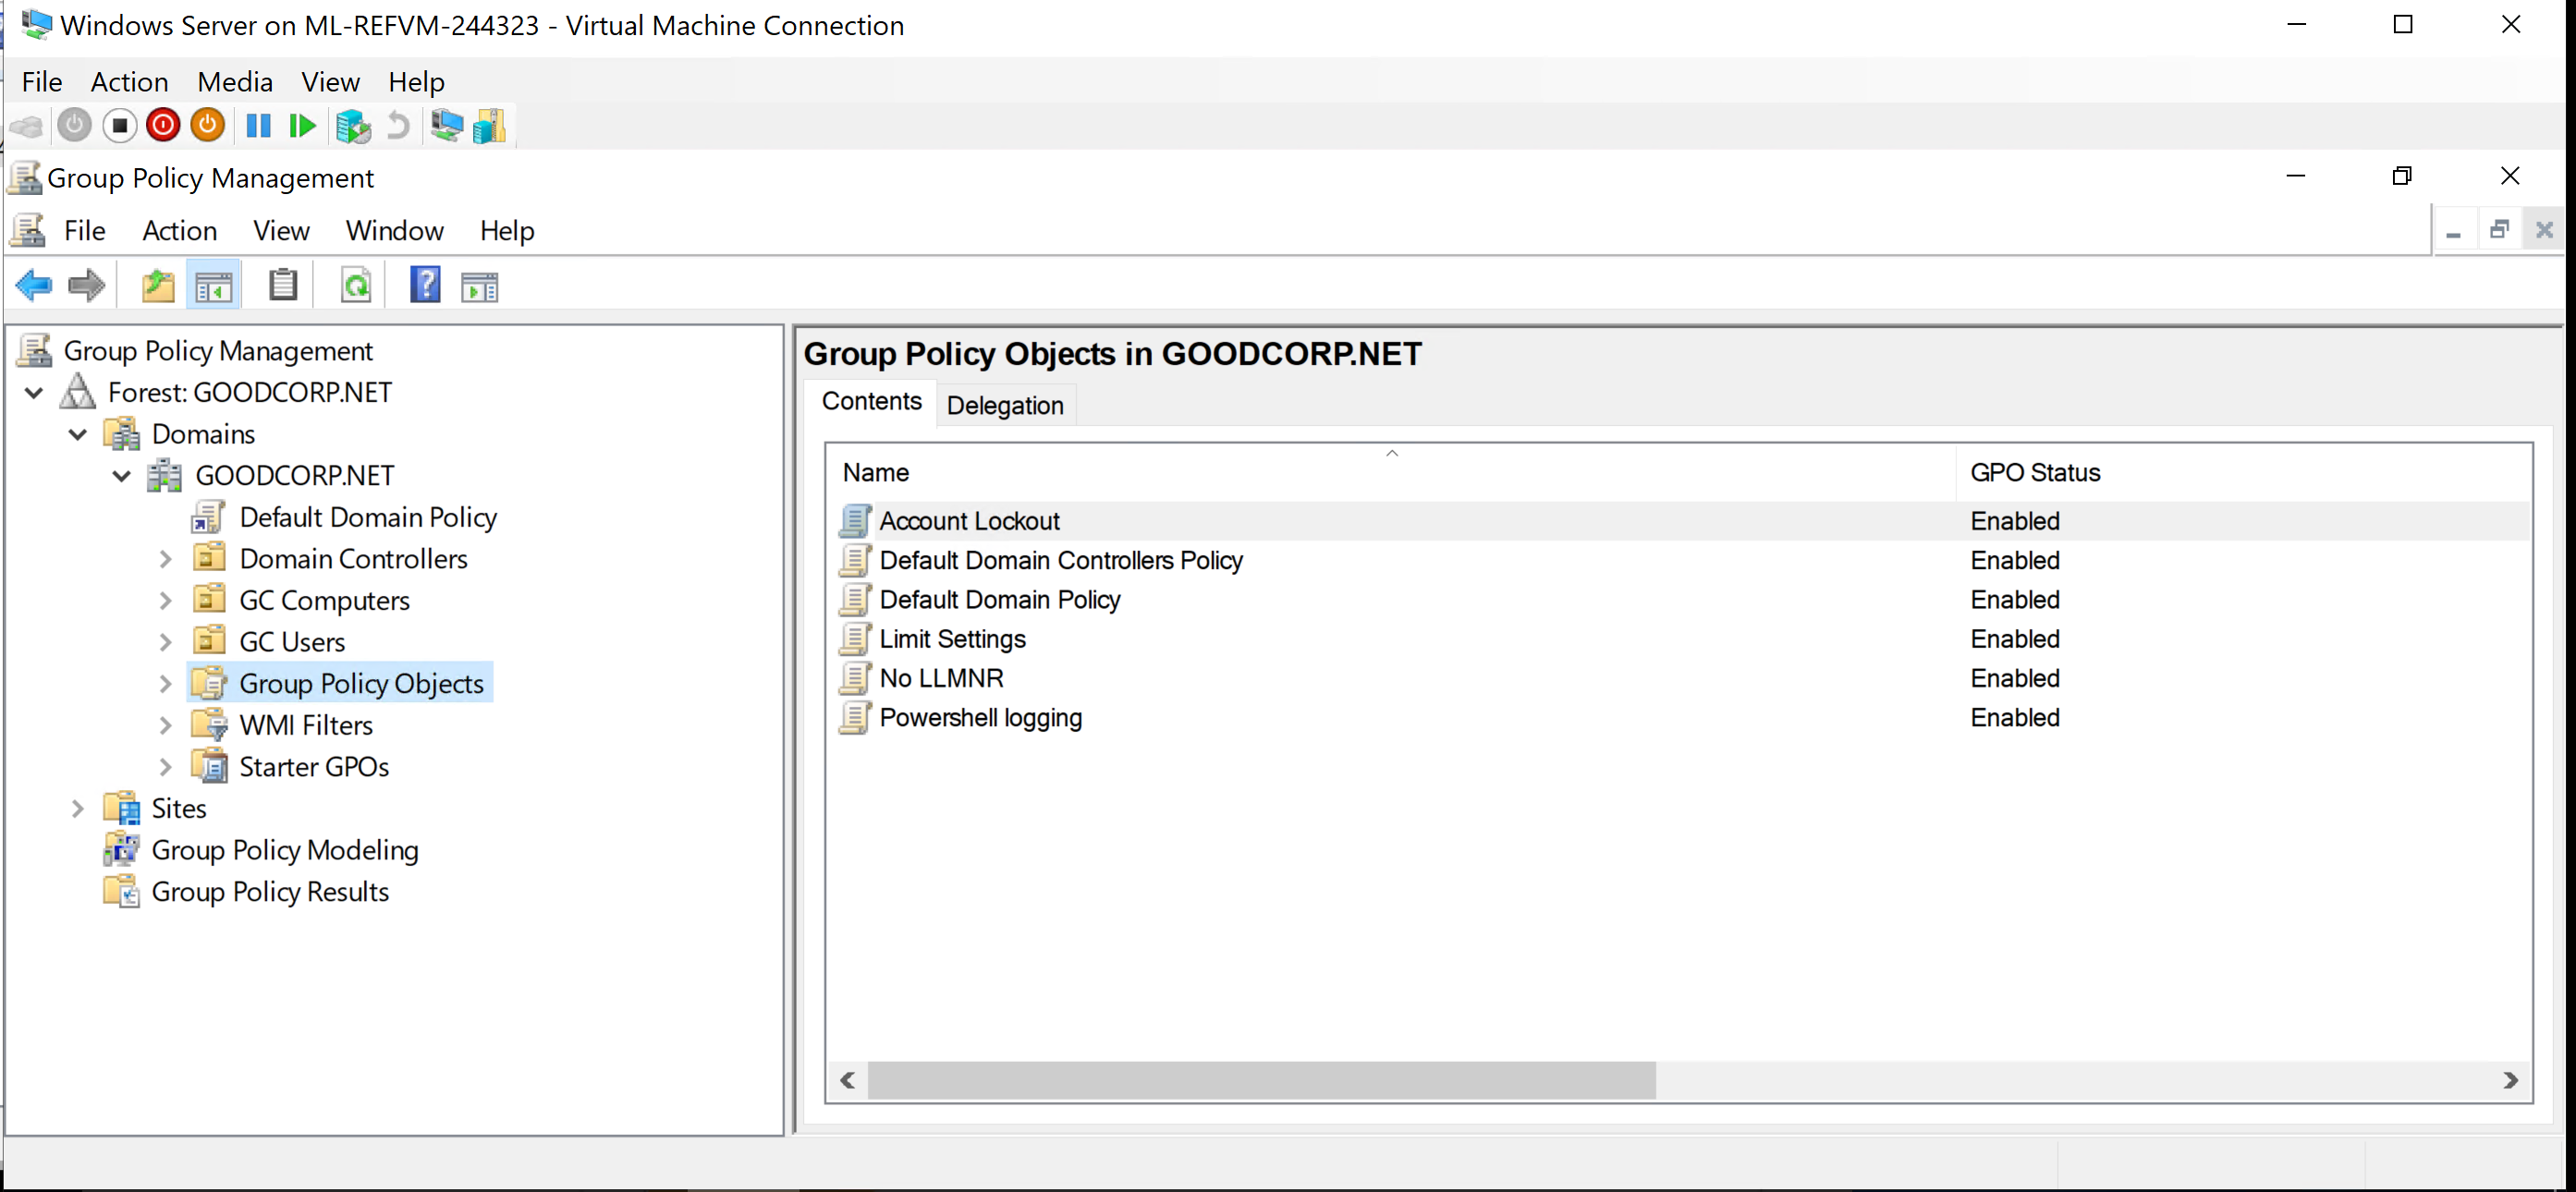 Windows Server on ML-REFVM-244323 - Virtual Machine Connection
File Action Media View Help
Group Policy Management
File Action View Window Help
Group Policy Management
Forest: GOODCORP.NET
Domains
GOODCORP.NET
Default Domain Policy
Domain Controllers
GC Computers
GC Users
Group Policy Objects
WMI Filters
Starter GPOs
Sites
Group Policy Modeling
Group Policy Results
Group Policy Objects in GOODCORP.NET
Contents Delegation
Name GPO Status
Account Lockout Enabled
Default Domain Controllers Policy Enabled
Default Domain Policy Enabled
Limit Settings Enabled
No LLMNR Enabled
Powershell logging Enabled